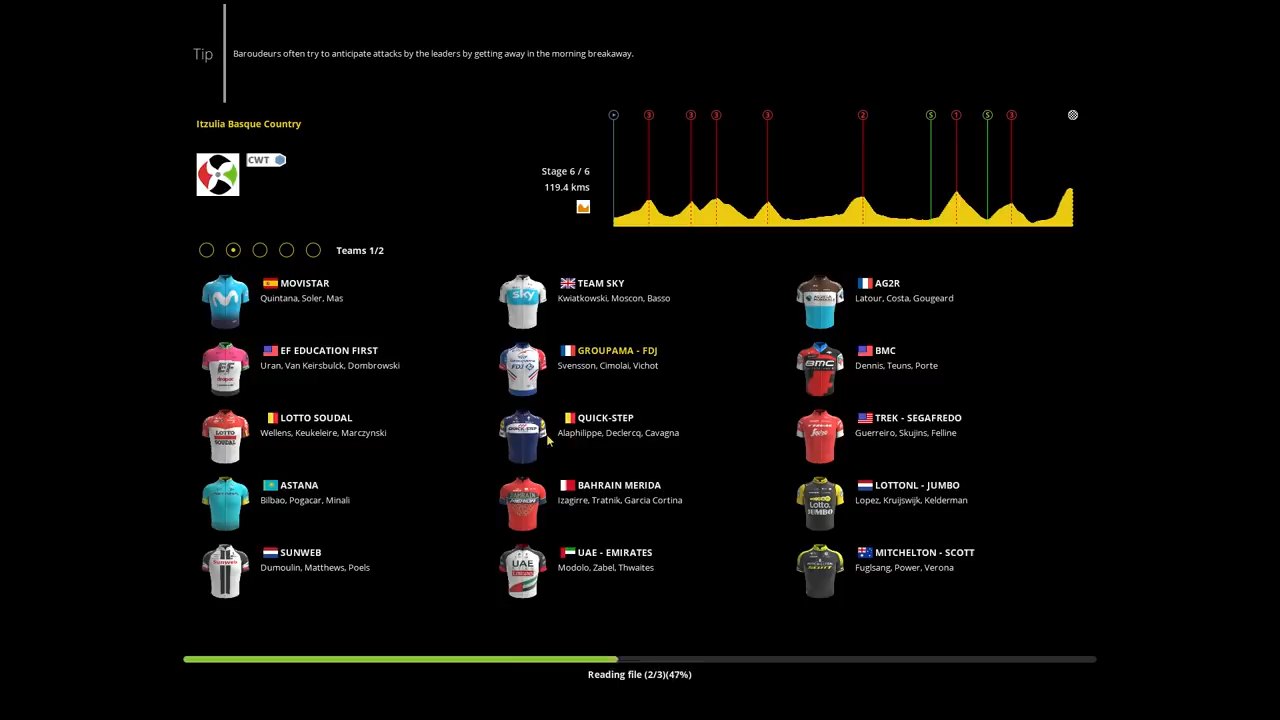 Tip
Baroudeurs often try to anticipate attacks by the leaders by getting away in the morning breakaway.
Itzulia Basque Country
CWT
Stage 6 / 6
119.4 kms
3 3 3 3 2 S 1 S 3
Teams 1/2
MOVISTAR
Quintana, Soler, Mas
TEAM SKY
Kwiatkowski, Moscon, Basso
AG2R
Latour, Costa, Gougeard
EF EDUCATION FIRST
Uran, Van Keirsbulck, Dombrowski
GROUPAMA - FDJ
Svensson, Cimolai, Vichot
BMC
Dennis, Teuns, Porte
LOTTO SOUDAL
Wellens, Keukeleire, Marczynski
QUICK-STEP
Alaphilippe, Declercq, Cavagna
TREK - SEGAFREDO
Guerreiro, Skujins, Felline
ASTANA
Bilbao, Pogacar, Minali
BAHRAIN MERIDA
Izagirre, Tratnik, Garcia Cortina
LOTTONL - JUMBO
Lopez, Kruijswijk, Kelderman
SUNWEB
Dumoulin, Matthews, Poels
UAE - EMIRATES
Modolo, Zabel, Thwaites
MITCHELTON - SCOTT
Fuglsang, Power, Verona
Reading file (2/3)(47%)